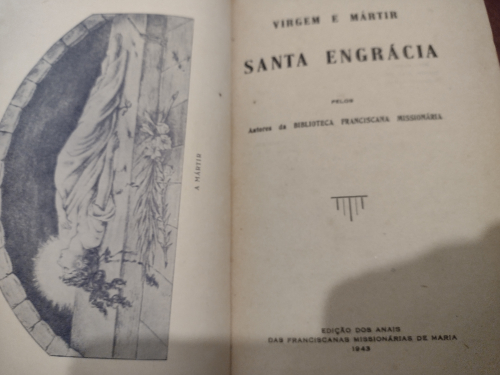 A MÁRTIR
VIRGEM E MÁRTIR
SANTA ENGRÁCIA
PELOS
Autores da BIBLIOTECA FRANCISCANA MISSIONÁRIA
EDIÇÃO DOS ANAIS
DAS FRANCISCANAS MISSIONÁRIAS DE MARIA
1943